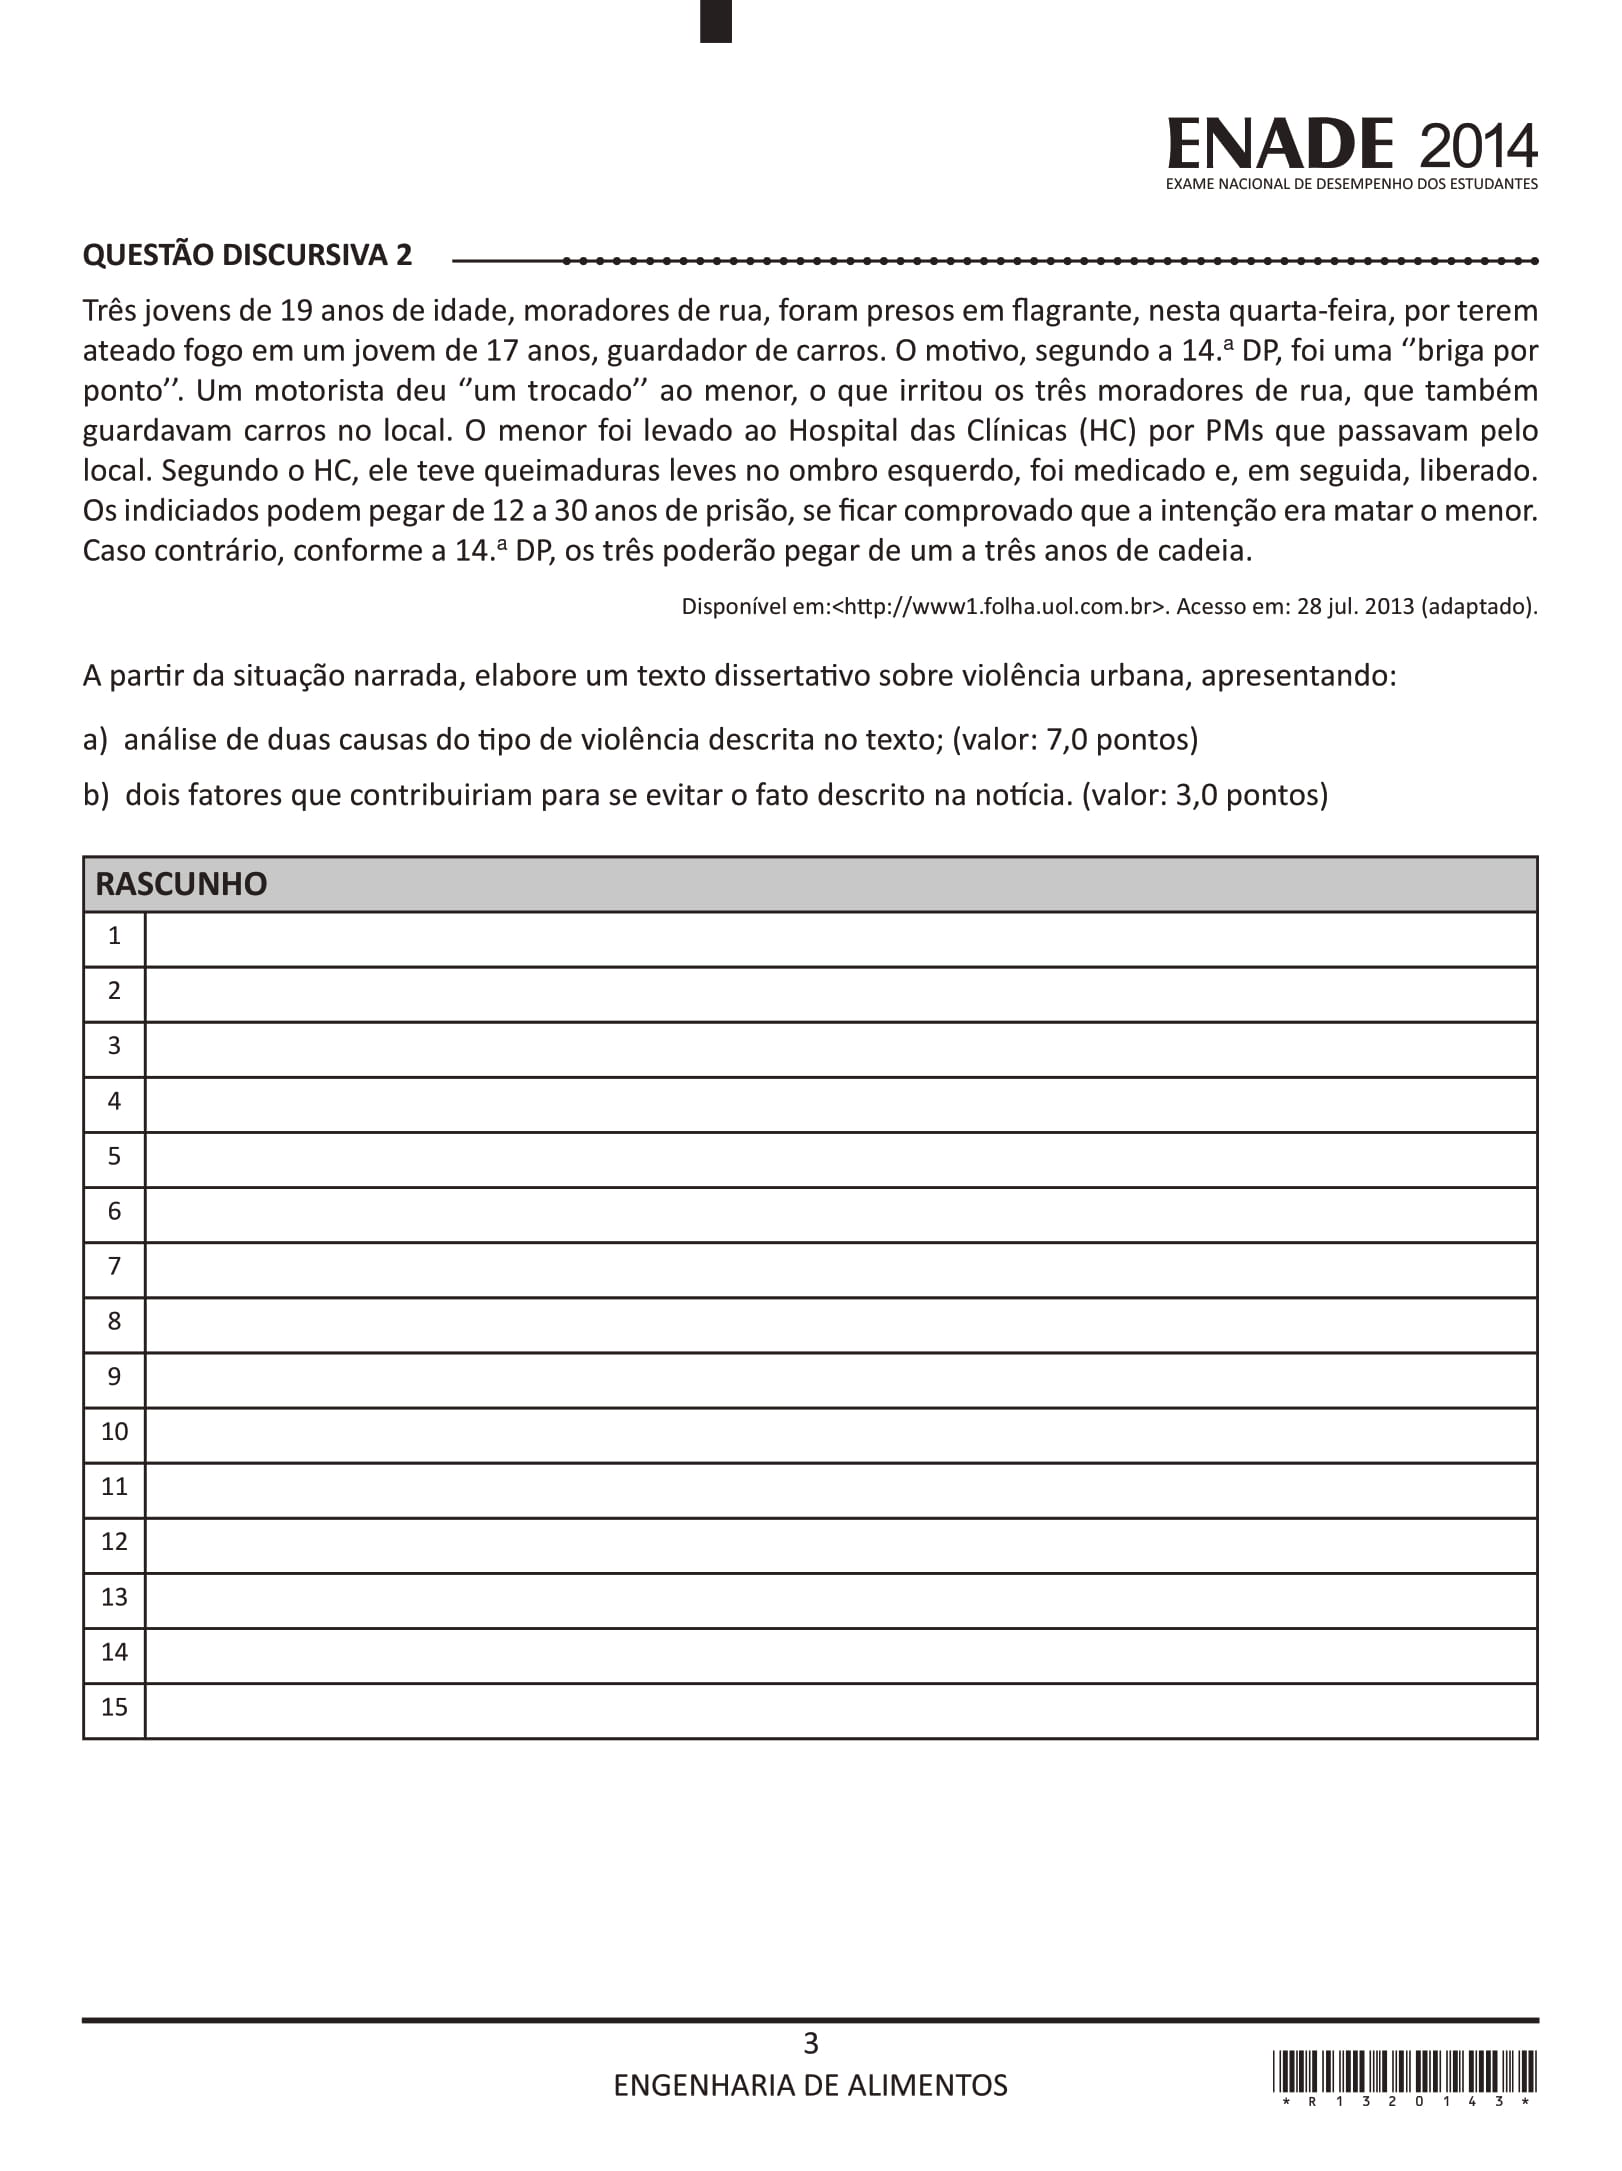 ENADE 2014
EXAME NACIONAL DE DESEMPENHO DOS ESTUDANTES
QUESTÃO DISCURSIVA 2
Três jovens de 19 anos de idade, moradores de rua, foram presos em flagrante, nesta quarta-feira, por terem
ateado fogo em um jovem de 17 anos, guardador de carros. O motivo, segundo a 14.ª DP, foi uma ‘’briga por
ponto’’. Um motorista deu ‘’um trocado’’ ao menor, o que irritou os três moradores de rua, que também
guardavam carros no local. O menor foi levado ao Hospital das Clínicas (HC) por PMs que passavam pelo
local. Segundo o HC, ele teve queimaduras leves no ombro esquerdo, foi medicado e, em seguida, liberado.
Os indiciados podem pegar de 12 a 30 anos de prisão, se ficar comprovado que a intenção era matar o menor.
Caso contrário, conforme a 14.ª DP, os três poderão pegar de um a três anos de cadeia.
Disponível em:<http://www1.folha.uol.com.br>. Acesso em: 28 jul. 2013 (adaptado).
A partir da situação narrada, elabore um texto dissertativo sobre violência urbana, apresentando:
a) análise de duas causas do tipo de violência descrita no texto; (valor: 7,0 pontos)
b) dois fatores que contribuiriam para se evitar o fato descrito na notícia. (valor: 3,0 pontos)
RASCUNHO
1
2
3
4
5
6
7
8
9
10
11
12
13
14
15
3
ENGENHARIA DE ALIMENTOS
* R 1 3 2 0 1 4 3 *